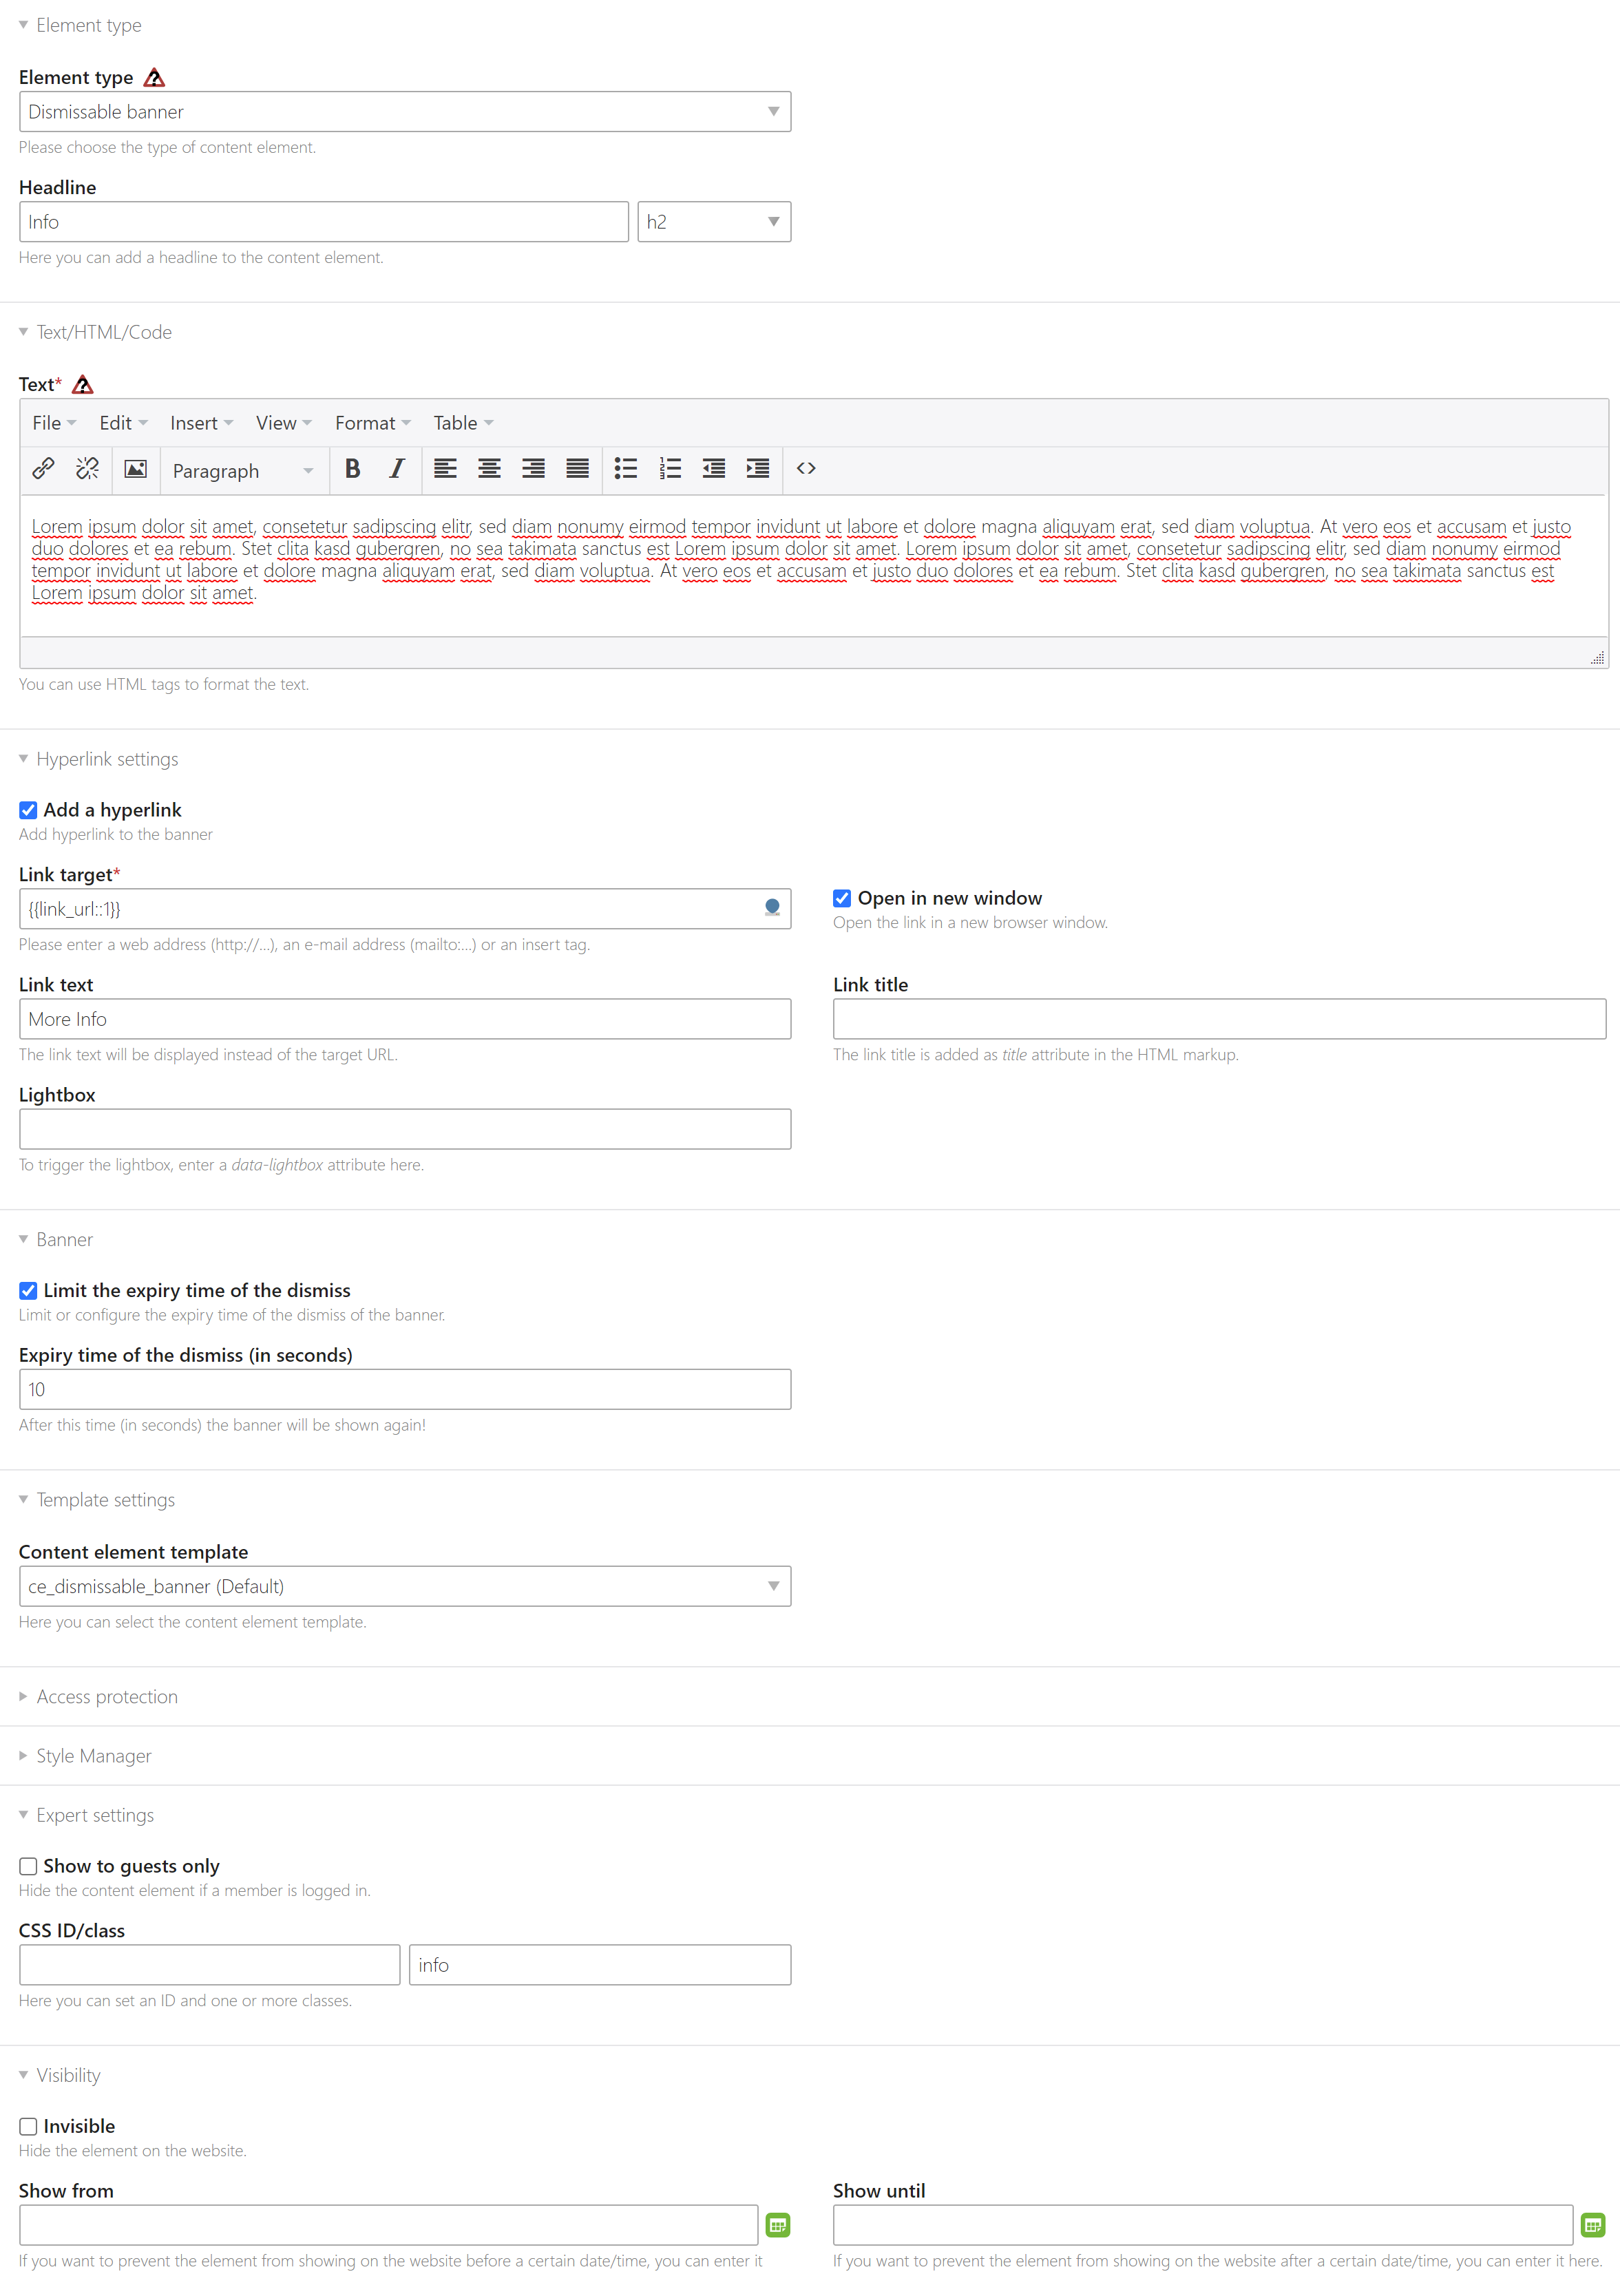 Element type
Element type
Dismissable banner
Please choose the type of content element.
Headline
Info
h2
Here you can add a headline to the content element.
Text/HTML/Code
Text*
File Edit Insert View Format Table
Paragraph B I
Lorem ipsum dolor sit amet, consetetur sadipscing elitr, sed diam nonumy eirmod tempor invidunt ut labore et dolore magna aliquyam erat, sed diam voluptua. At vero eos et accusam et justo
duo dolores et ea rebum. Stet clita kasd gubergren, no sea takimata sanctus est Lorem ipsum dolor sit amet. Lorem ipsum dolor sit amet, consetetur sadipscing elitr, sed diam nonumy eirmod
tempor invidunt ut labore et dolore magna aliquyam erat, sed diam voluptua. At vero eos et accusam et justo duo dolores et ea rebum. Stet clita kasd gubergren, no sea takimata sanctus est
Lorem ipsum dolor sit amet.
You can use HTML tags to format the text.
Hyperlink settings
Add a hyperlink
Add hyperlink to the banner
Link target*
{{link_url::1}}
Please enter a web address (http://...), an e-mail address (mailto:...) or an insert tag.
Open in new window
Open the link in a new browser window.
Link text
More Info
The link text will be displayed instead of the target URL.
Link title
The link title is added as title attribute in the HTML markup.
Lightbox
To trigger the lightbox, enter a data-lightbox attribute here.
Banner
Limit the expiry time of the dismiss
Limit or configure the expiry time of the dismiss of the banner.
Expiry time of the dismiss (in seconds)
10
After this time (in seconds) the banner will be shown again!
Template settings
Content element template
ce_dismissable_banner (Default)
Here you can select the content element template.
Access protection
Style Manager
Expert settings
Show to guests only
Hide the content element if a member is logged in.
CSS ID/class
info
Here you can set an ID and one or more classes.
Visibility
Invisible
Hide the element on the website.
Show from
If you want to prevent the element from showing on the website before a certain date/time, you can enter it
Show until
If you want to prevent the element from showing on the website after a certain date/time, you can enter it here.